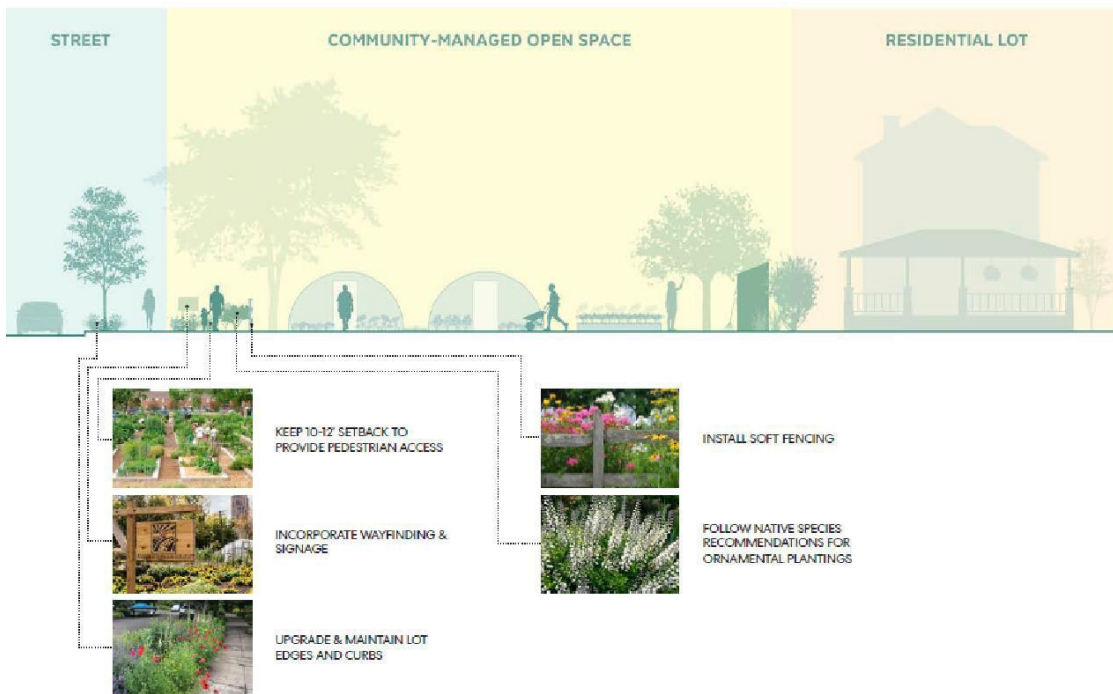 STREET
COMMUNITY-MANAGED OPEN SPACE
RESIDENTIAL LOT
KEEP 10-12' SETBACK TO
PROVIDE PEDESTRIAN ACCESS
INCORPORATE WAYFINDING &
SIGNAGE
UPGRADE & MAINTAIN LOT
EDGES AND CURBS
INSTALL SOFT FENCING
FOLLOW NATIVE SPECIES
RECOMMENDATIONS FOR
ORNAMENTAL PLANTINGS